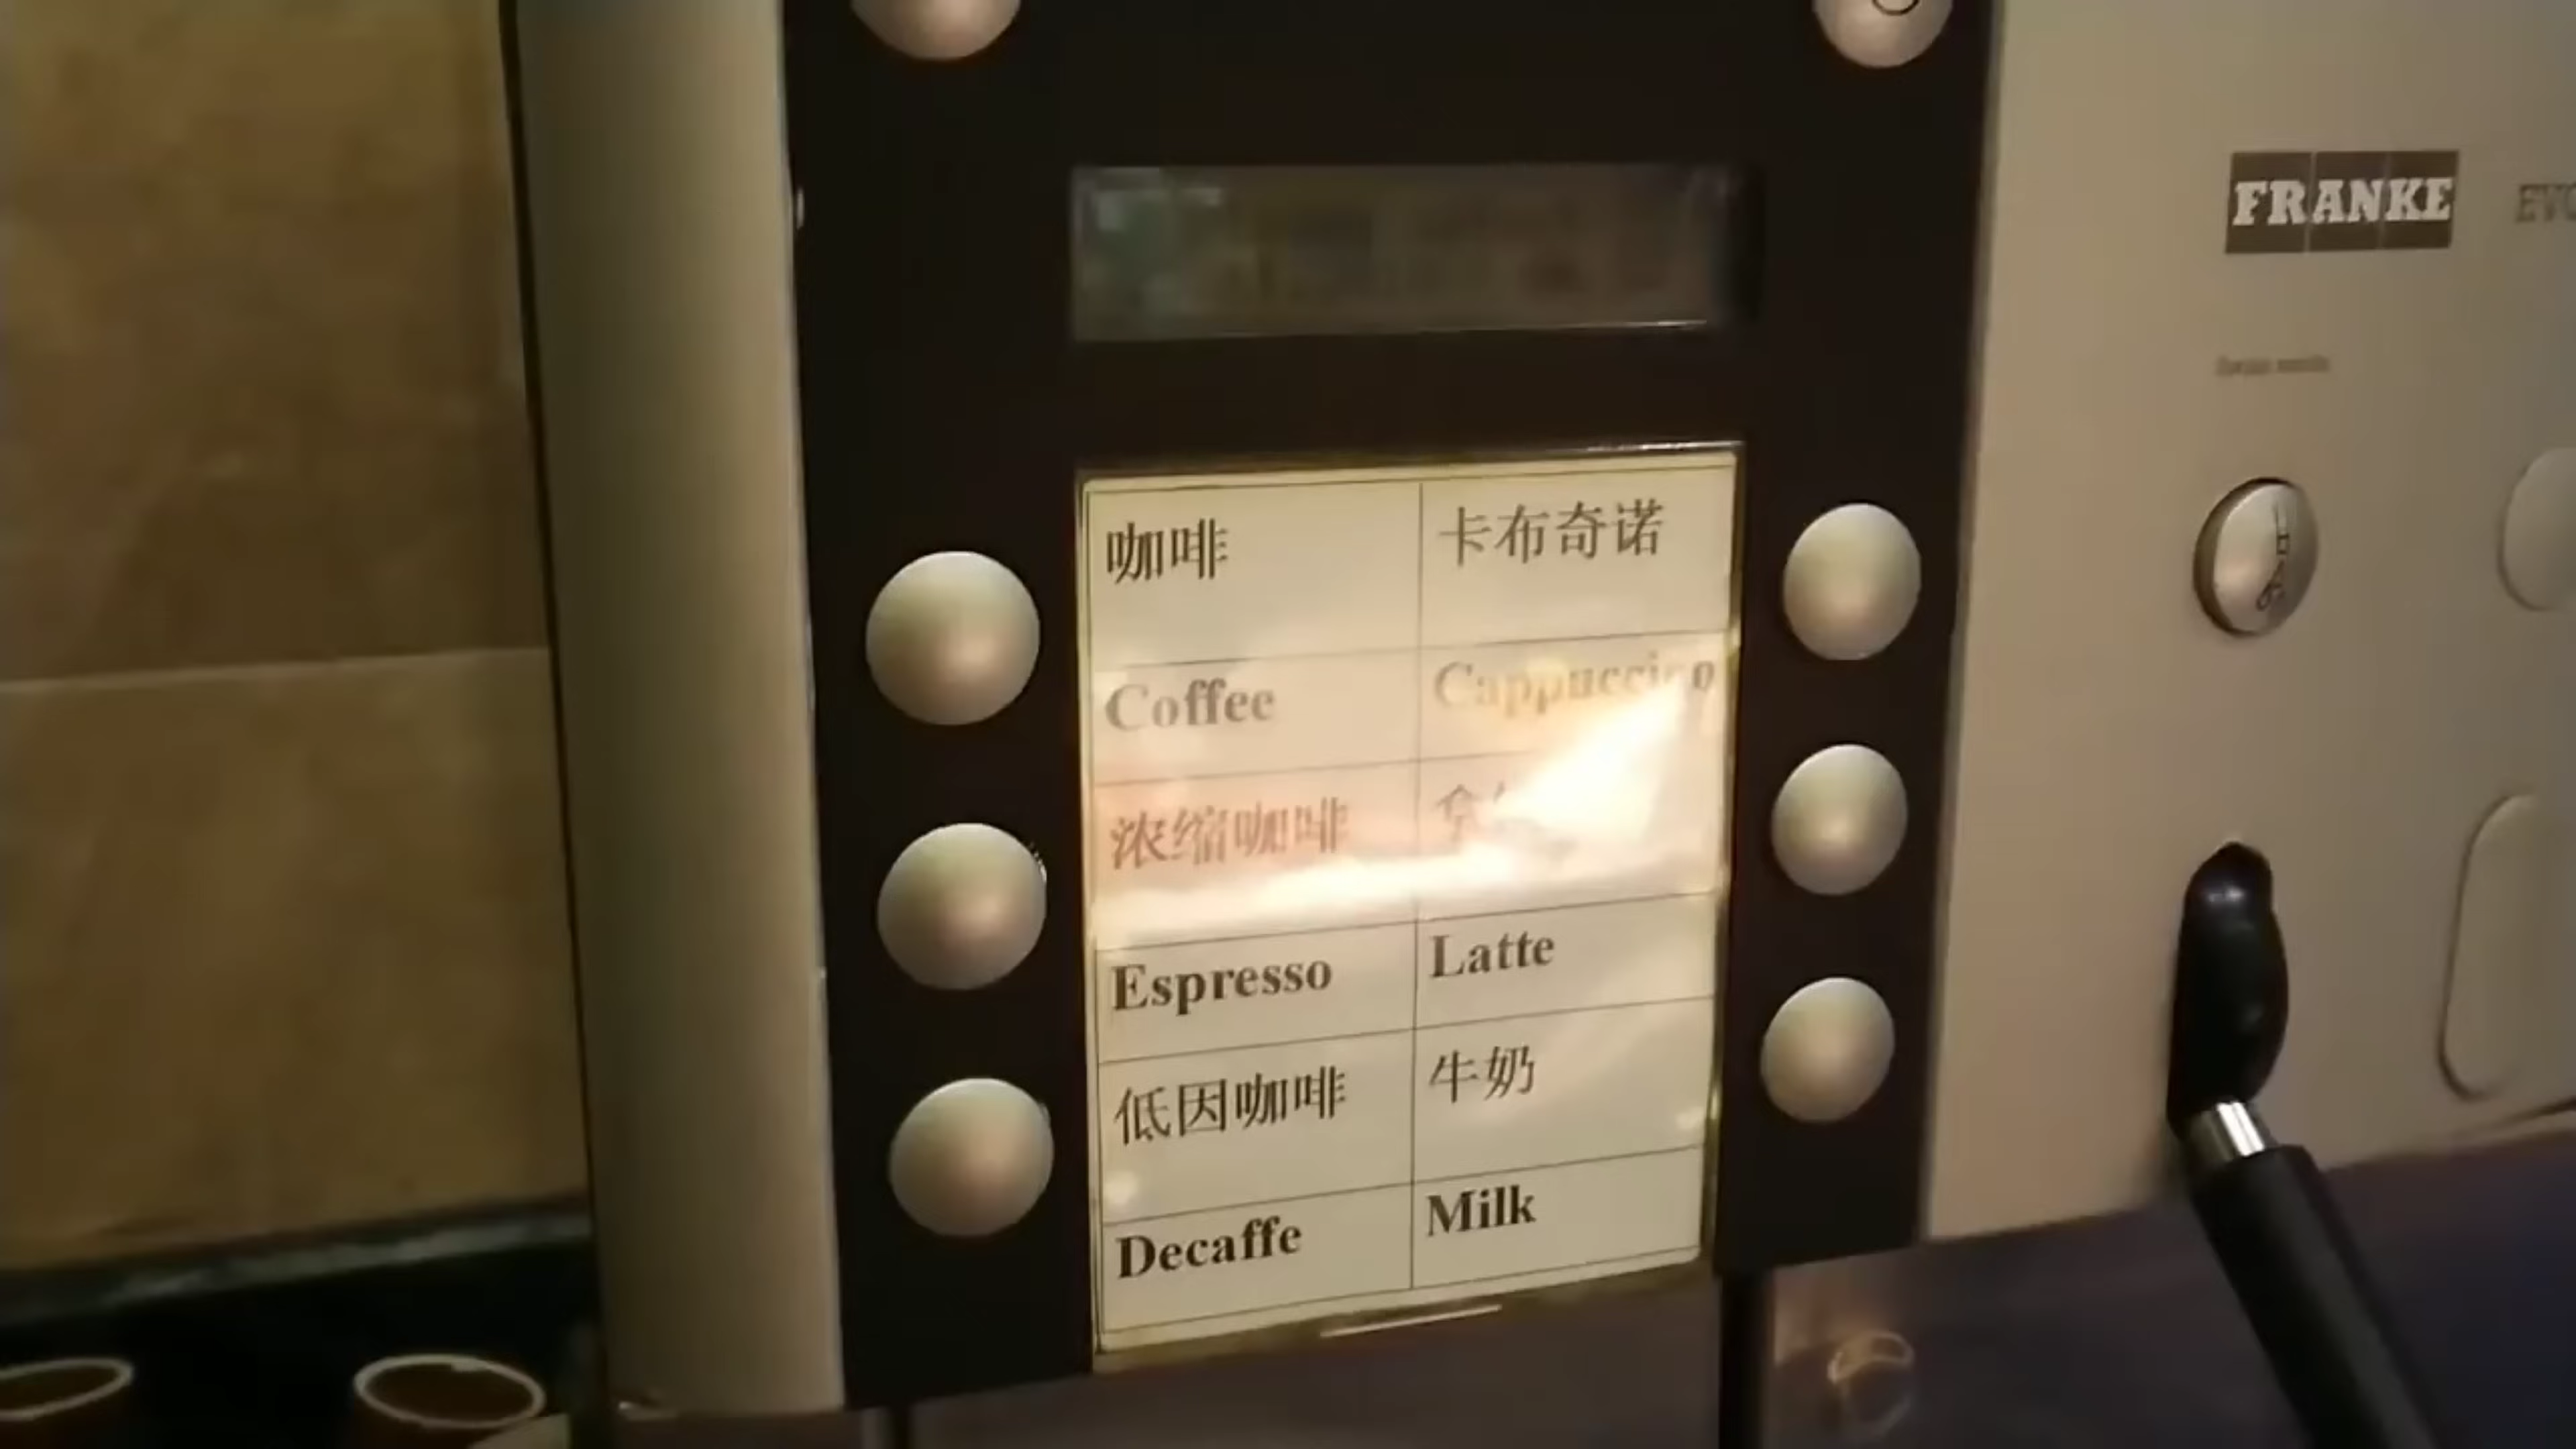 FRANKE
咖啡
卡布奇诺
Coffee
浓缩咖啡
拿
Espresso
Latte
低因咖啡
牛奶
Decaffe
Milk